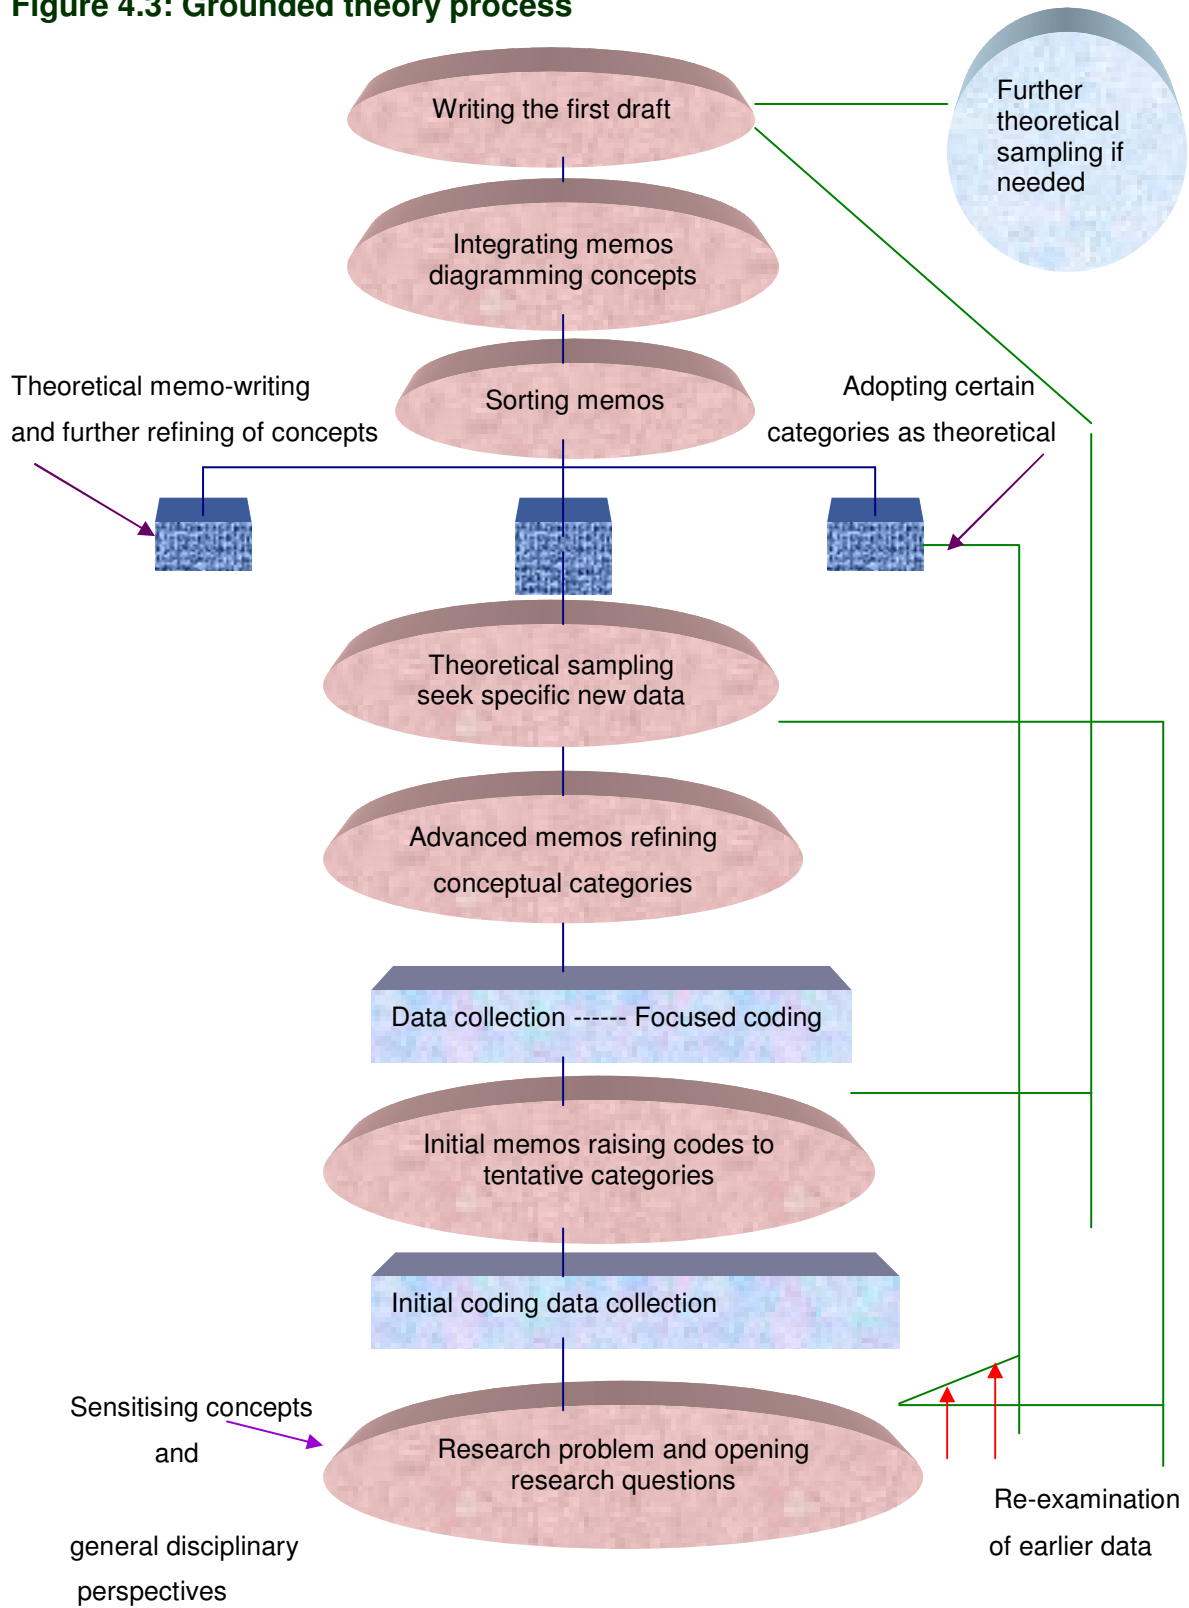 Figure 4.3: Grounded theory process
Writing the first draft
Further
theoretical
sampling if
needed
Integrating memos
diagramming concepts
Theoretical memo-writing
and further refining of concepts
Sorting memos
Adopting certain
categories as theoretical
Theoretical sampling
seek specific new data
Advanced memos refining
conceptual categories
Data collection ------ Focused coding
Initial memos raising codes to
tentative categories
Initial coding data collection
Sensitising concepts
and
general disciplinary
perspectives
Research problem and opening
research questions
Re-examination
of earlier data